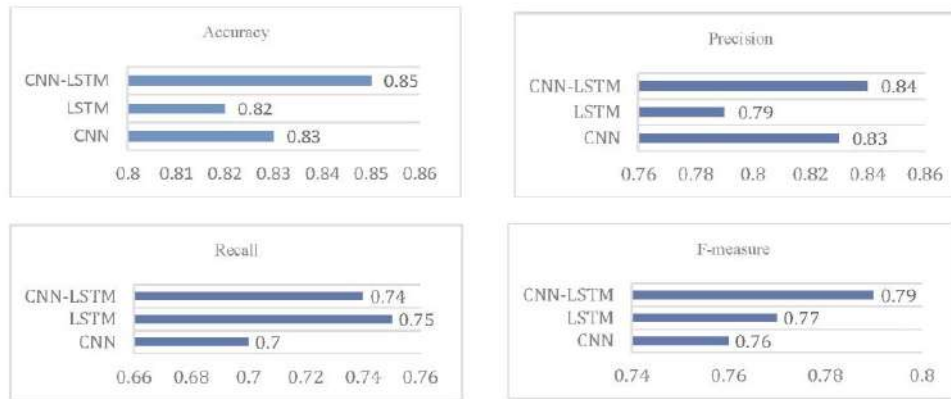 Accuracy
CNN-LSTM 0.85
LSTM 0.82
CNN 0.83
0.8 0.81 0.82 0.83 0.84 0.85 0.86
Precision
CNN-LSTM 0.84
LSTM 0.79
CNN 0.83
0.76 0.78 0.8 0.82 0.84 0.86
Recall
CNN-LSTM 0.74
LSTM 0.75
CNN 0.7
0.66 0.68 0.7 0.72 0.74 0.76
F-measure
CNN-LSTM 0.79
LSTM 0.77
CNN 0.76
0.74 0.76 0.78 0.8